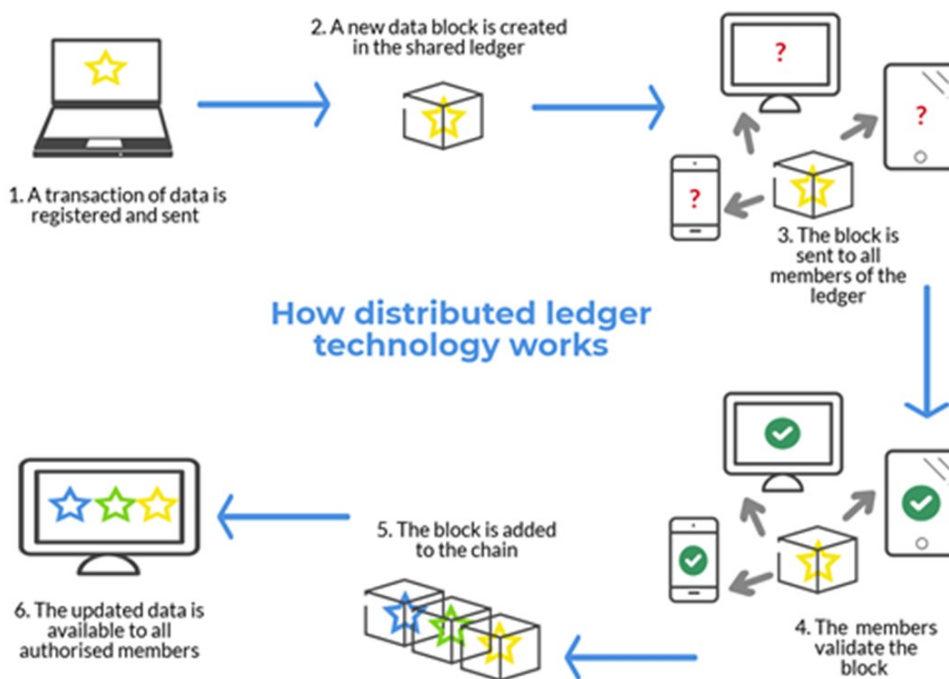 1. A transaction of data is
registered and sent
2. A new data block is created
in the shared ledger
?
?
?
3. The block is
sent to all
members of the
ledger
How distributed ledger
technology works
4. The members
validate the
block
5. The block is added
to the chain
6. The updated data is
available to all
authorised members